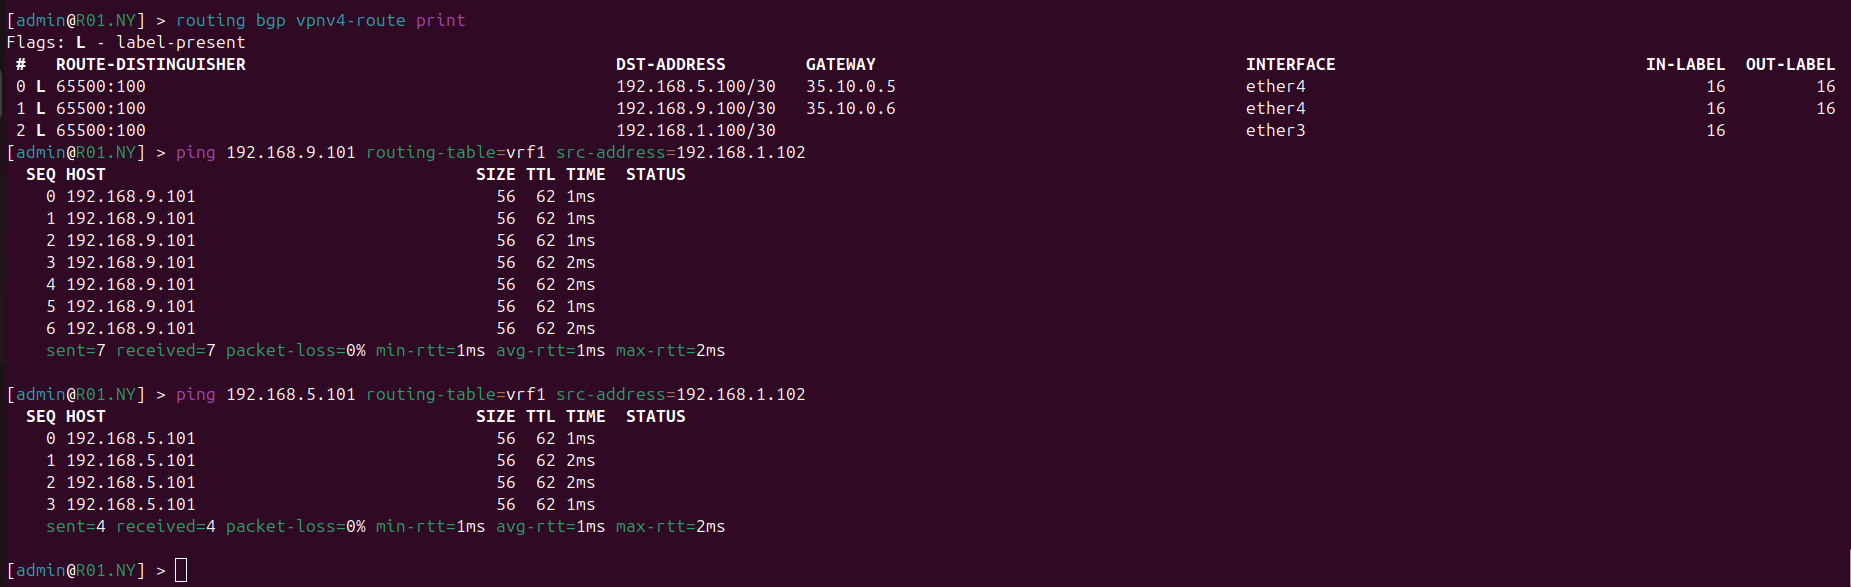 [admin@R01.NY] > routing bgp vpnv4-route print
Flags: L - label-present
#   ROUTE-DISTINGUISHER   DST-ADDRESS   GATEWAY   INTERFACE   IN-LABEL   OUT-LABEL
0 L 65500:100   192.168.5.100/30   35.10.0.5   ether4   16   16
1 L 65500:100   192.168.9.100/30   35.10.0.6   ether4   16   16
2 L 65500:100   192.168.1.100/30   ether3   16
[admin@R01.NY] > ping 192.168.9.101 routing-table=vrf1 src-address=192.168.1.102
SEQ HOST   SIZE TTL TIME STATUS
0 192.168.9.101   56 62 1ms
1 192.168.9.101   56 62 1ms
2 192.168.9.101   56 62 1ms
3 192.168.9.101   56 62 2ms
4 192.168.9.101   56 62 2ms
5 192.168.9.101   56 62 1ms
6 192.168.9.101   56 62 2ms
sent=7 received=7 packet-loss=0% min-rtt=1ms avg-rtt=1ms max-rtt=2ms
[admin@R01.NY] > ping 192.168.5.101 routing-table=vrf1 src-address=192.168.1.102
SEQ HOST   SIZE TTL TIME STATUS
0 192.168.5.101   56 62 1ms
1 192.168.5.101   56 62 2ms
2 192.168.5.101   56 62 2ms
3 192.168.5.101   56 62 1ms
sent=4 received=4 packet-loss=0% min-rtt=1ms avg-rtt=1ms max-rtt=2ms
[admin@R01.NY] >